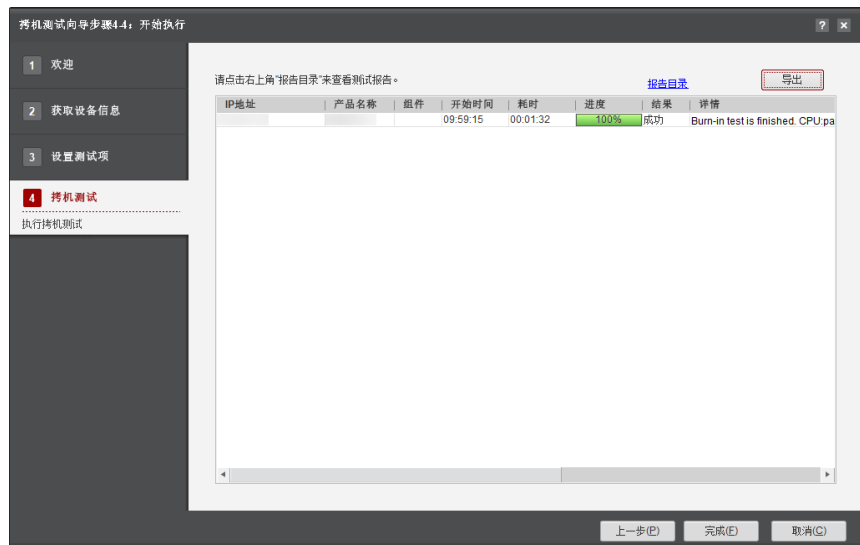 拷机测试向导步骤4-4：开始执行
? ×
1 欢迎
2 获取设备信息
3 设置测试项
4 拷机测试
执行拷机测试
请点击右上角"报告目录"来查看测试报告。
报告目录
导出
IP地址 | 产品名称 | 组件 | 开始时间 | 耗时 | 进度 | 结果 | 详情
09:59:15 00:01:32 100% 成功 Burn-in test is finished. CPU:pa
上一步(P) 完成(F) 取消(C)